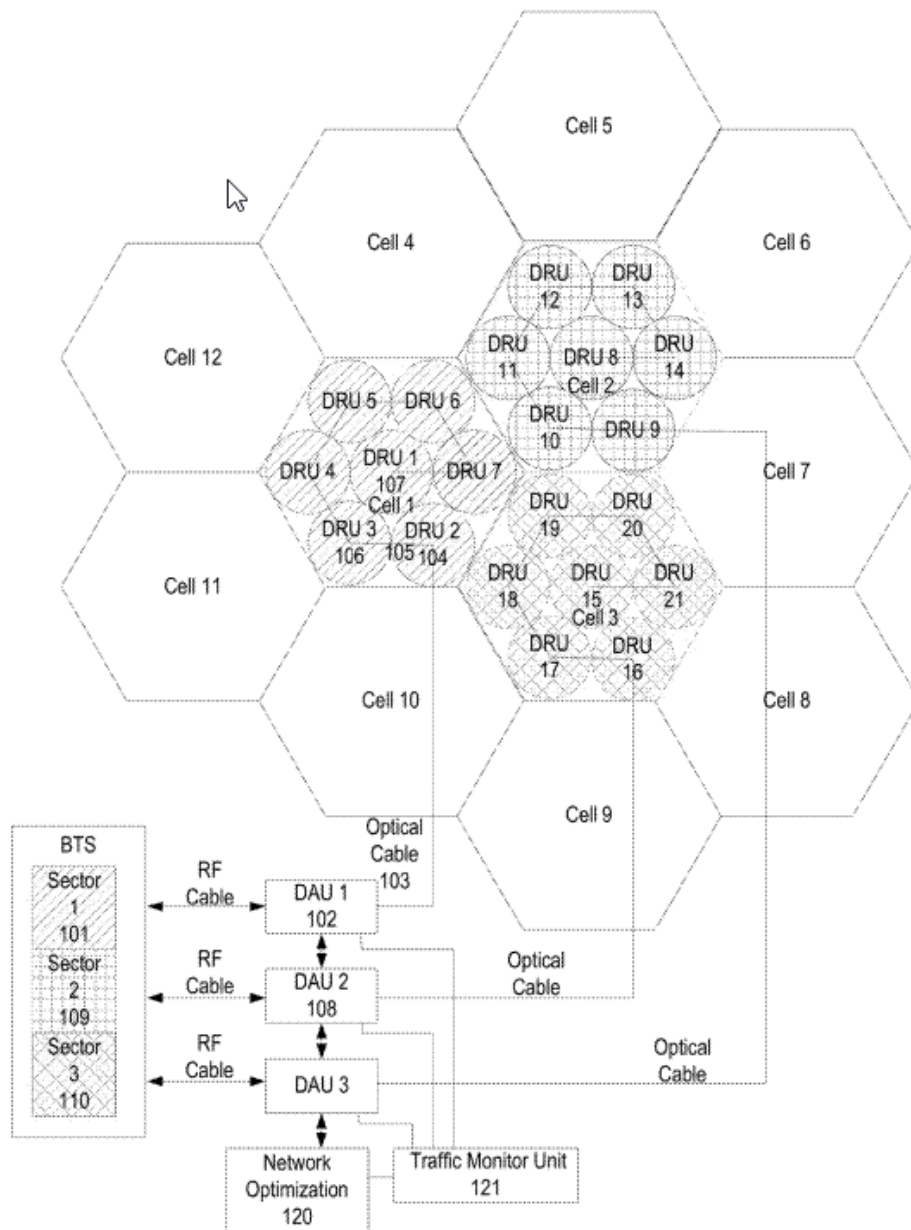 Cell 5
Cell 4
Cell 6
DRU
12
DRU
13
Cell 12
DRU
11
DRU 8
Cell 2
DRU
14
DRU 5
DRU 6
DRU
10
DRU 9
DRU 4
DRU 1
107
Cell 1
DRU 7
Cell 7
DRU 3
106
105
DRU 2
104
DRU
19
DRU
20
Cell 11
DRU
18
DRU
15
Cell 3
DRU
21
DRU
17
DRU
16
Cell 10
Cell 8
Cell 9
Optical
Cable
103
BTS
Sector
1
101
Sector
2
109
Sector
3
110
RF
Cable
RF
Cable
RF
Cable
DAU 1
102
DAU 2
108
DAU 3
Optical
Cable
Optical
Cable
Network
Optimization
120
Traffic Monitor Unit
121